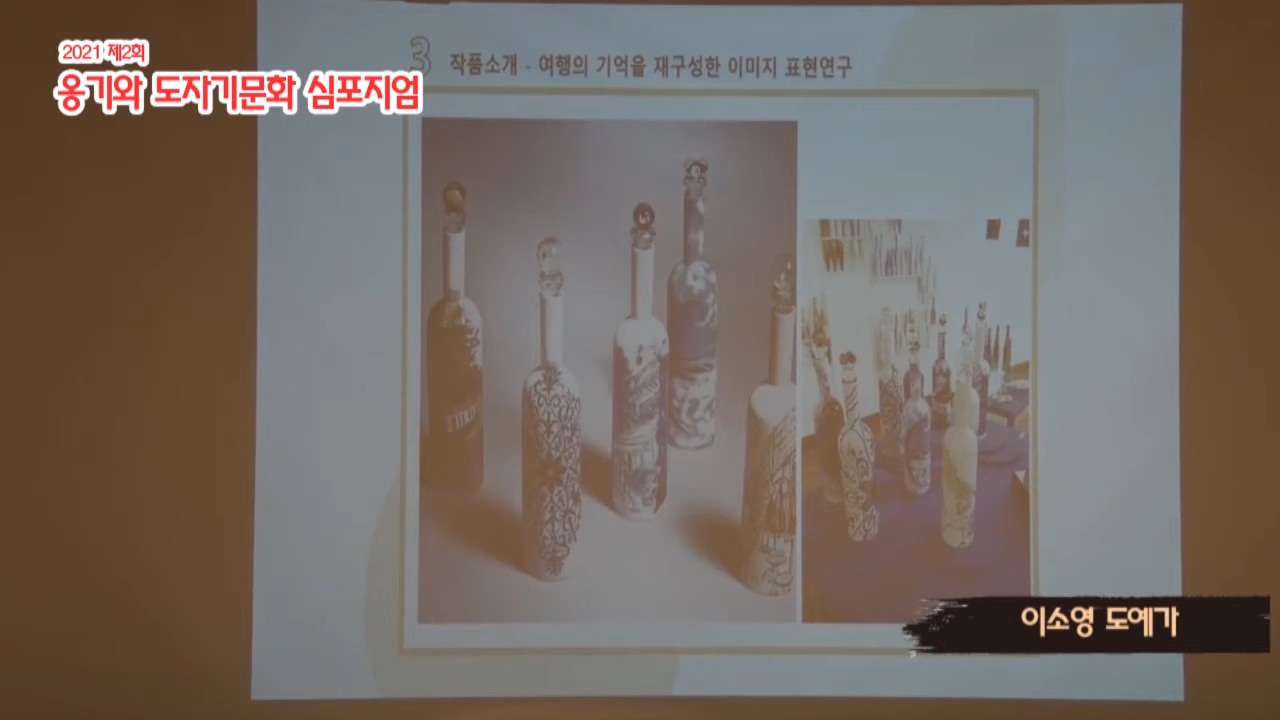 2021 제2회
옹기와 도자기문화 심포지엄
3 작품소개 - 여행의 기억을 재구성한 이미지 표현연구
이소영 도예가